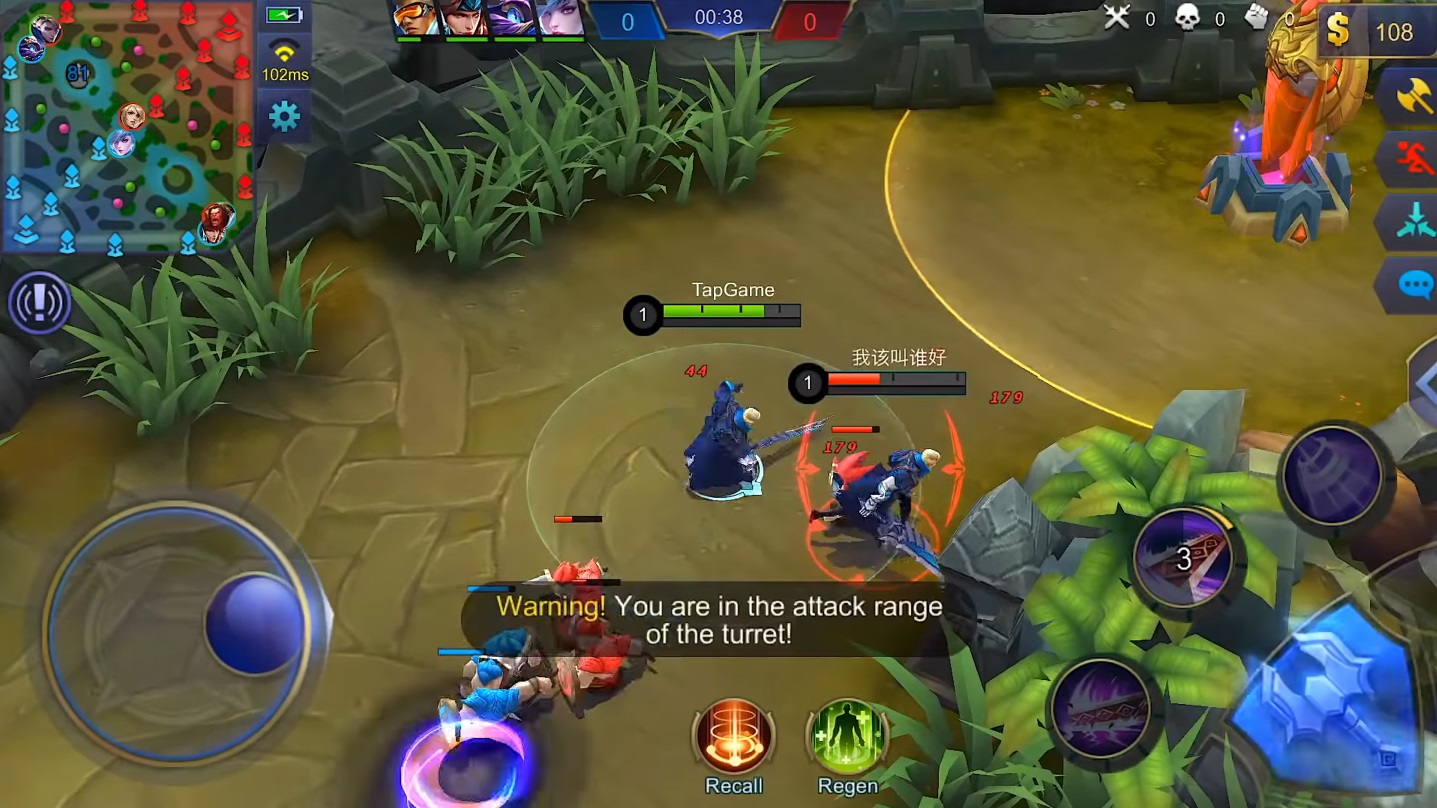 0
00:38
0
0
0
0
$ 108
81
102ms
TapGame
1
44
我该叫谁好
1
179
179
3
Warning! You are in the attack range
of the turret!
Recall
Regen